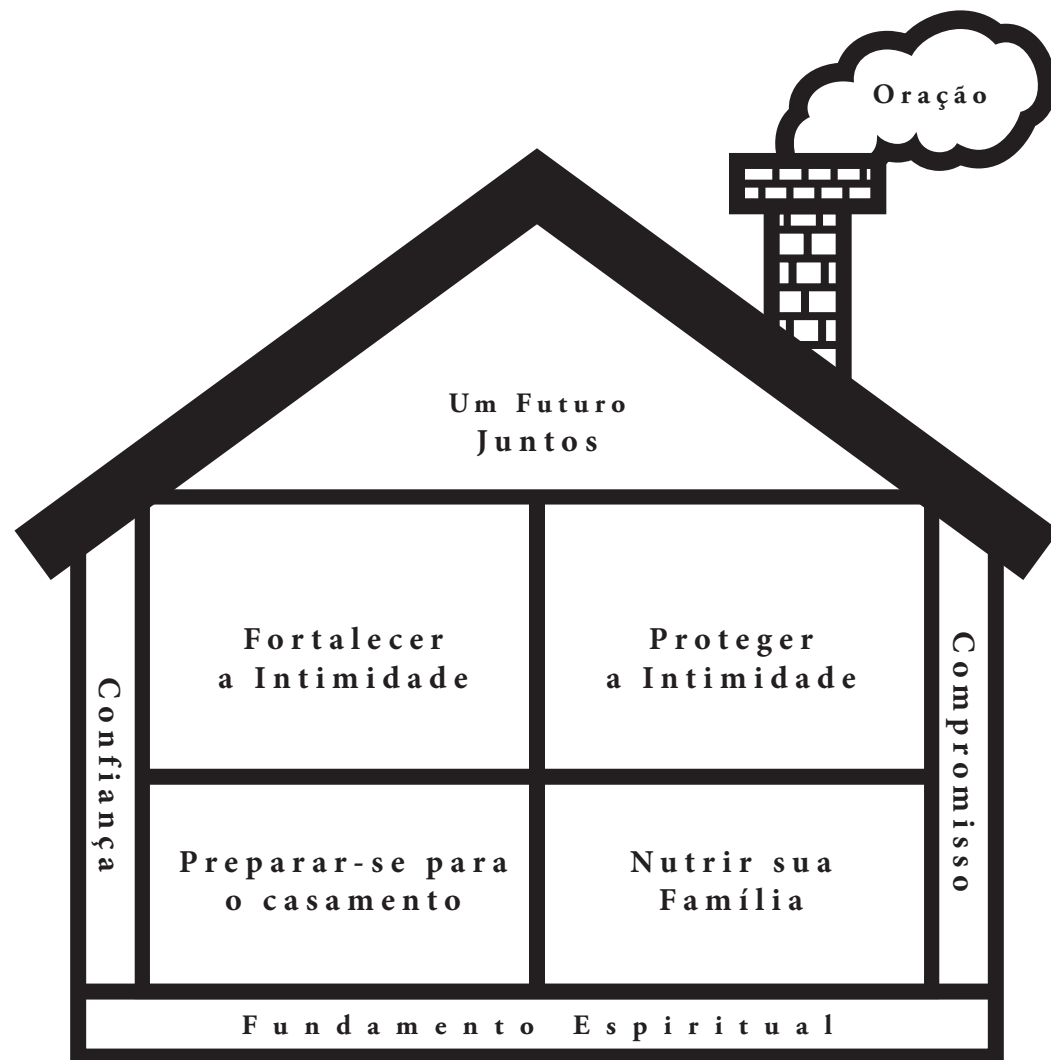 Oração
Um Futuro
Juntos
Fortalecer
a Intimidade
Proteger
a Intimidade
Confiança
Compromisso
Preparar-se para
o casamento
Nutrir sua
Família
Fundamento Espiritual